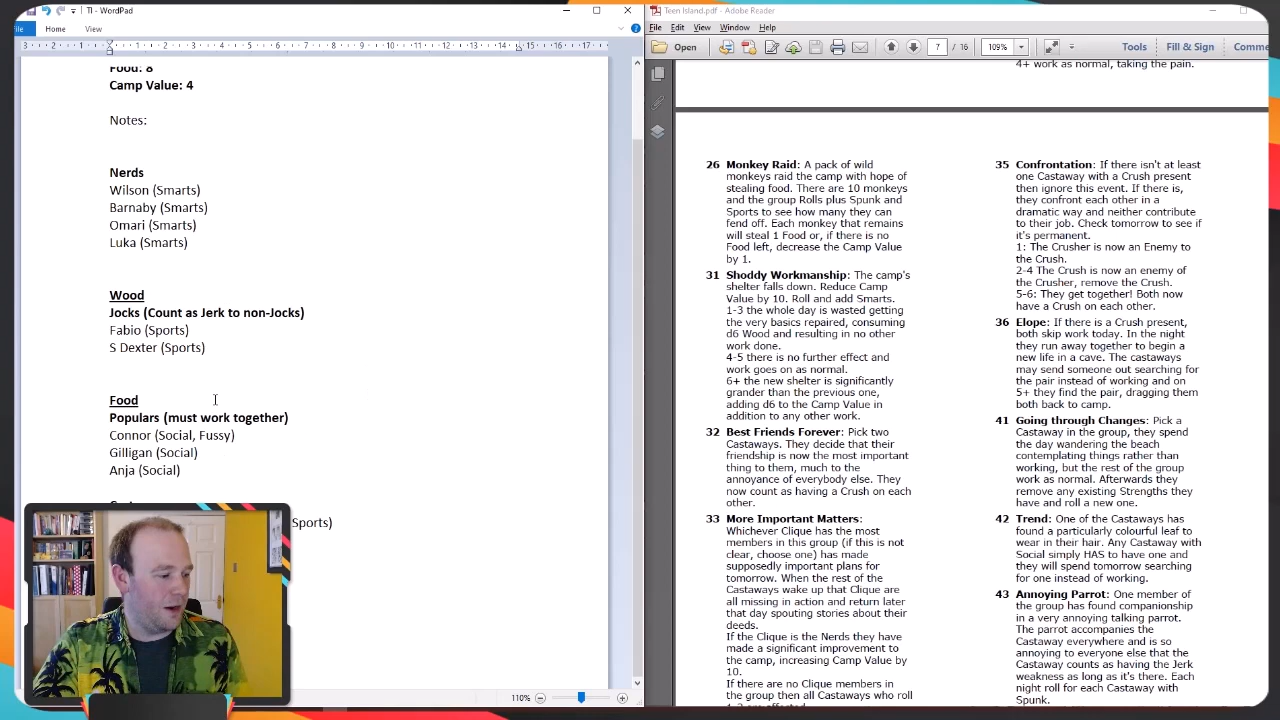 TI - WordPad
File
Home
View
3 2 1 1 2 3 4 5 6 7 8 9 10 11 12 13 14 15 16 17
Food: 8
Camp Value: 4
Notes:
Nerds
Wilson (Smarts)
Barnaby (Smarts)
Omari (Smarts)
Luka (Smarts)
Wood
Jocks (Count as Jerk to non-Jocks)
Fabio (Sports)
S Dexter (Sports)
Food
Populars (must work together)
Connor (Social, Fussy)
Gilligan (Social)
Anja (Social)
Sports)
110%
Teen Island.pdf - Adobe Reader
File Edit View Window Help
Open
7 / 16
109%
Tools
Fill & Sign
Comme
4+ work as normal, taking the pain.
26 Monkey Raid: A pack of wild
monkeys raid the camp with hope of
stealing food. There are 10 monkeys
and the group Rolls plus Spunk and
Sports to see how many they can
fend off. Each monkey that remains
will steal 1 Food or, if there is no
Food left, decrease the Camp Value
by 1.
31 Shoddy Workmanship: The camp's
shelter falls down. Reduce Camp
Value by 10. Roll and add Smarts.
1-3 the whole day is wasted getting
the very basics repaired, consuming
d6 Wood and resulting in no other
work done.
4-5 there is no further effect and
work goes on as normal.
6+ the new shelter is significantly
grander than the previous one,
adding d6 to the Camp Value in
addition to any other work.
32 Best Friends Forever: Pick two
Castaways. They decide that their
friendship is now the most important
thing to them, much to the
annoyance of everybody else. They
now count as having a Crush on each
other.
33 More Important Matters:
Whichever Clique has the most
members in this group (if this is not
clear, choose one) has made
supposedly important plans for
tomorrow. When the rest of the
Castaways wake up that Clique are
all missing in action and return later
that day spouting stories about their
deeds.
If the Clique is the Nerds they have
made a significant improvement to
the camp, increasing Camp Value by
10.
If there are no Clique members in
the group then all Castaways who roll
35 Confrontation: If there isn't at least
one Castaway with a Crush present
then ignore this event. If there is,
they confront each other in a
dramatic way and neither contribute
to their job. Check tomorrow to see if
it's permanent.
1: The Crusher is now an Enemy to
the Crush.
2-4 The Crush is now an enemy of
the Crusher, remove the Crush.
5-6: They get together! Both now
have a Crush on each other.
36 Elope: If there is a Crush present,
both skip work today. In the night
they run away together to begin a
new life in a cave. The castaways
may send someone out searching for
the pair instead of working and on
5+ they find the pair, dragging them
both back to camp.
41 Going through Changes: Pick a
Castaway in the group, they spend
the day wandering the beach
contemplating things rather than
working, but the rest of the group
work as normal. Afterwards they
remove any existing Strengths they
have and roll a new one.
42 Trend: One of the Castaways has
found a particularly colourful leaf to
wear in their hair. Any Castaway with
Social simply HAS to have one and
they will spend tomorrow searching
for one instead of working.
43 Annoying Parrot: One member of
the group has found companionship
in a very annoying talking parrot.
The parrot accompanies the
Castaway everywhere and is so
annoying to everyone else that the
Castaway counts as having the Jerk
weakness as long as it's there. Each
night roll for each Castaway with
Spunk.